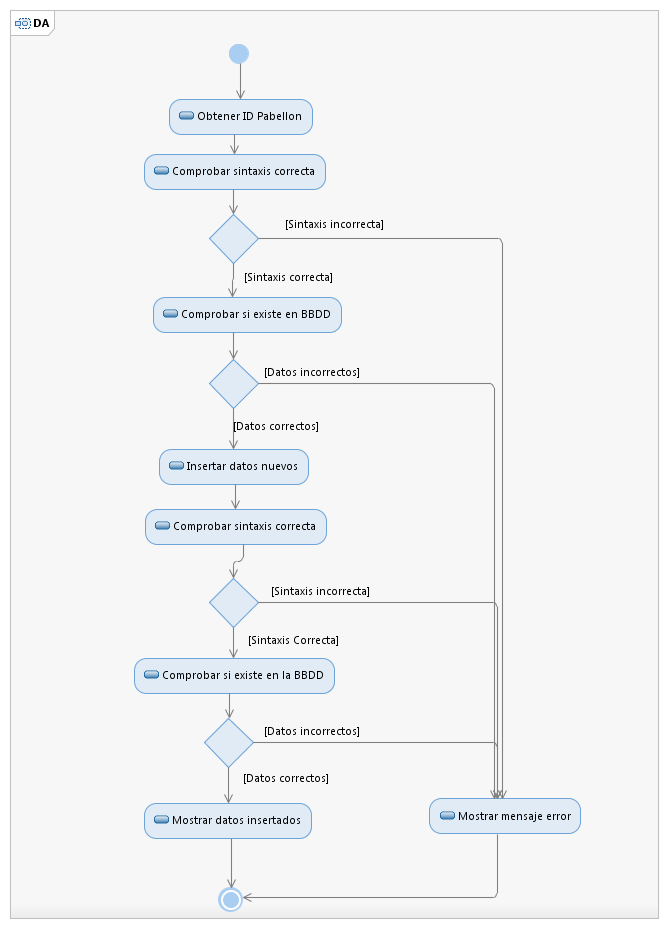 DA
Obtener ID Pabellon
Comprobar sintaxis correcta
[Sintaxis incorrecta]
[Sintaxis correcta]
Comprobar si existe en BBDD
[Datos incorrectos]
[Datos correctos]
Insertar datos nuevos
Comprobar sintaxis correcta
[Sintaxis incorrecta]
[Sintaxis Correcta]
Comprobar si existe en la BBDD
[Datos incorrectos]
[Datos correctos]
Mostrar datos insertados
Mostrar mensaje error